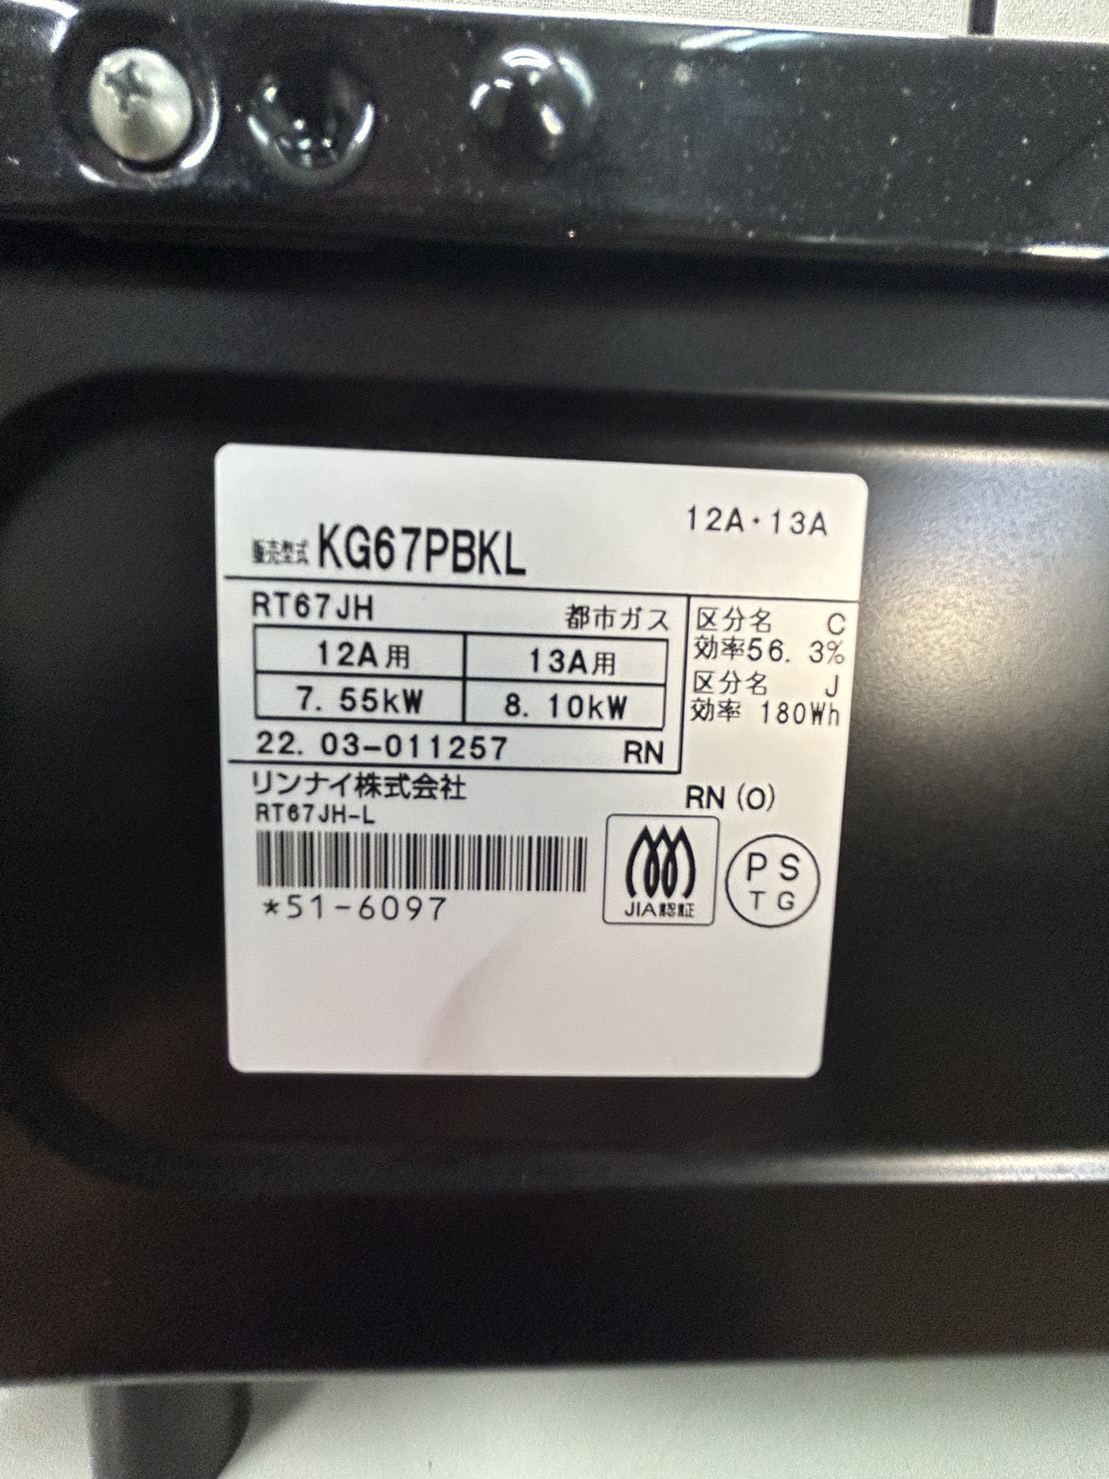 12A・13A
販売型式 KG67PBKL
RT67JH 都市ガス
12A用 13A用
7.55kW 8.10kW
22.03-011257 RN
区分名 C
効率56.3%
区分名 J
効率 180Wh
リンナイ株式会社
RT67JH-L
RN(O)
*51-6097
JIA認証
PS
TG